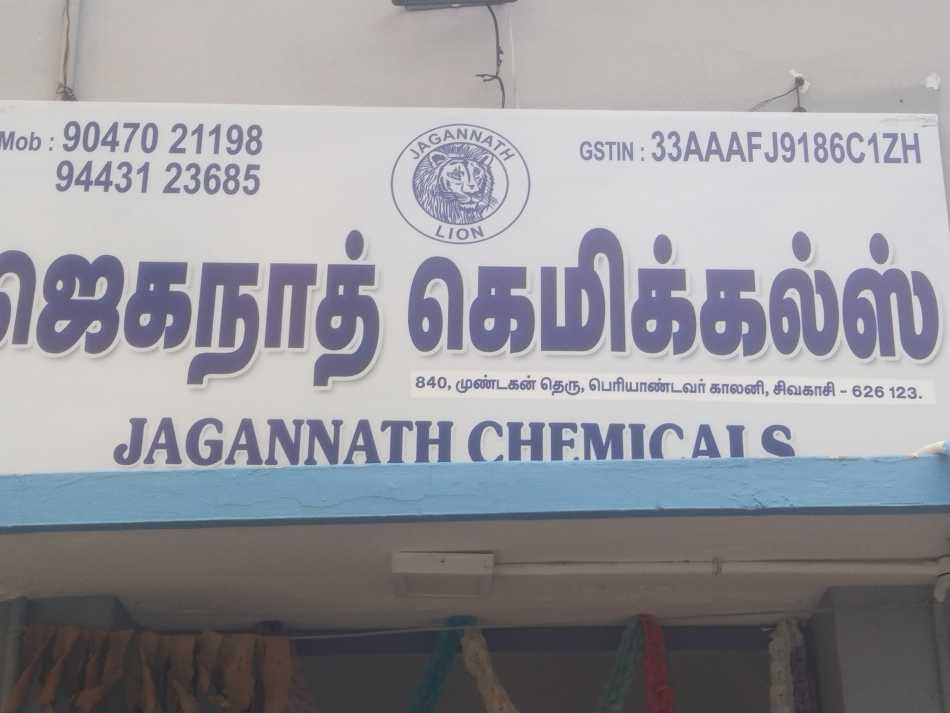 Mob : 90470 21198
94431 23685
JAGANNATH
LION
GSTIN : 33AAAFJ9186C1ZH
ஜெகநாத் கெமிக்கல்ஸ்
840, முண்டகன் தெரு, பெரியாண்டவர் காலனி, சிவகாசி - 626 123.
JAGANNATH CHEMICALS